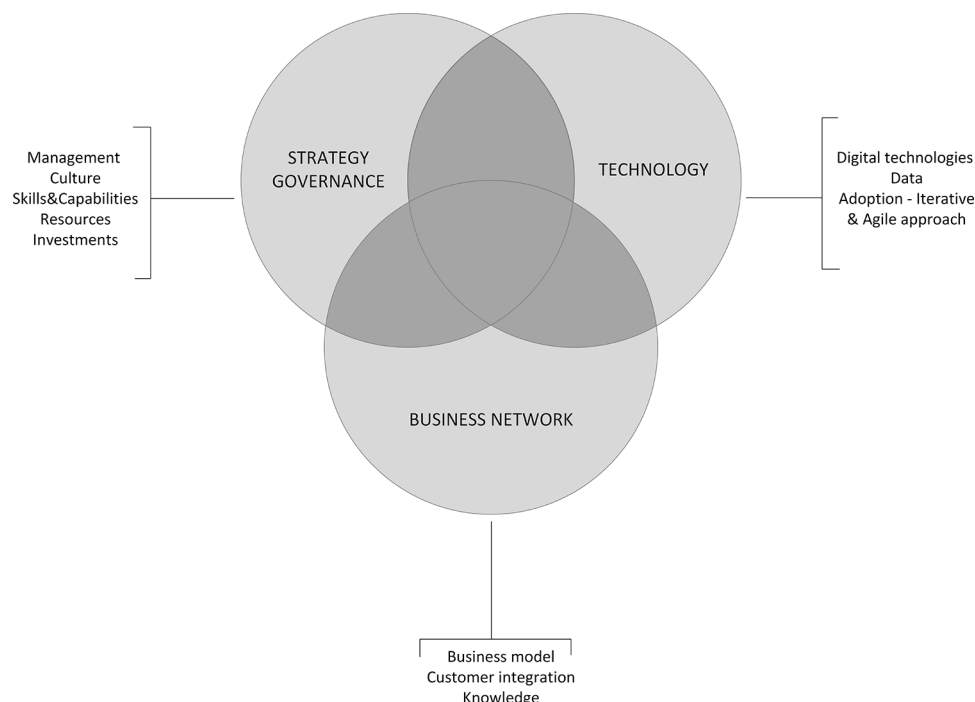 STRATEGY
GOVERNANCE
TECHNOLOGY
BUSINESS NETWORK
Management
Culture
Skills&Capabilities
Resources
Investments
Digital technologies
Data
Adoption - Iterative
& Agile approach
Business model
Customer integration
Knowledge